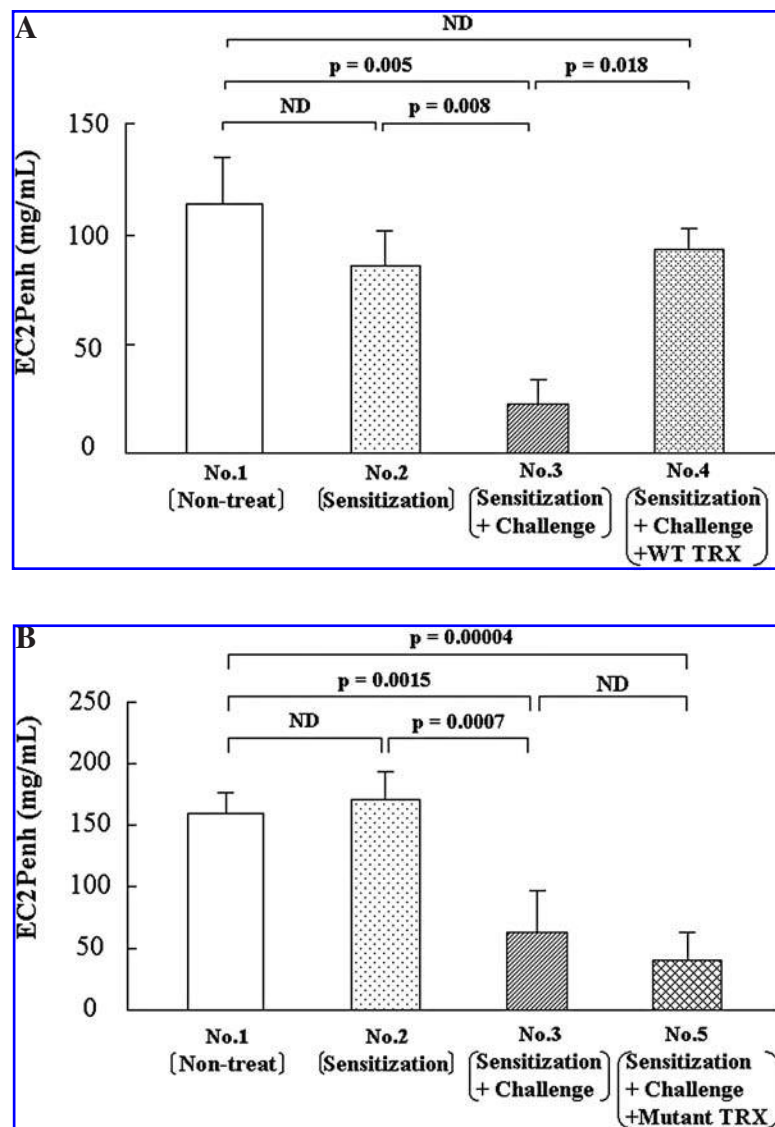 A
ND
p = 0.005
p = 0.018
ND
p = 0.008
EC2Penh (mg/mL)
150
100
50
0
No.1
[Non-treat]
No.2
[Sensitization]
No.3
[Sensitization
+ Challenge]
No.4
[Sensitization
+ Challenge
+WT TRX]
B
p = 0.00004
p = 0.0015
ND
ND
p = 0.0007
EC2Penh (mg/mL)
250
200
150
100
50
0
No.1
[Non-treat]
No.2
[Sensitization]
No.3
[Sensitization
+ Challenge]
No.5
[Sensitization
+ Challenge
+Mutant TRX]